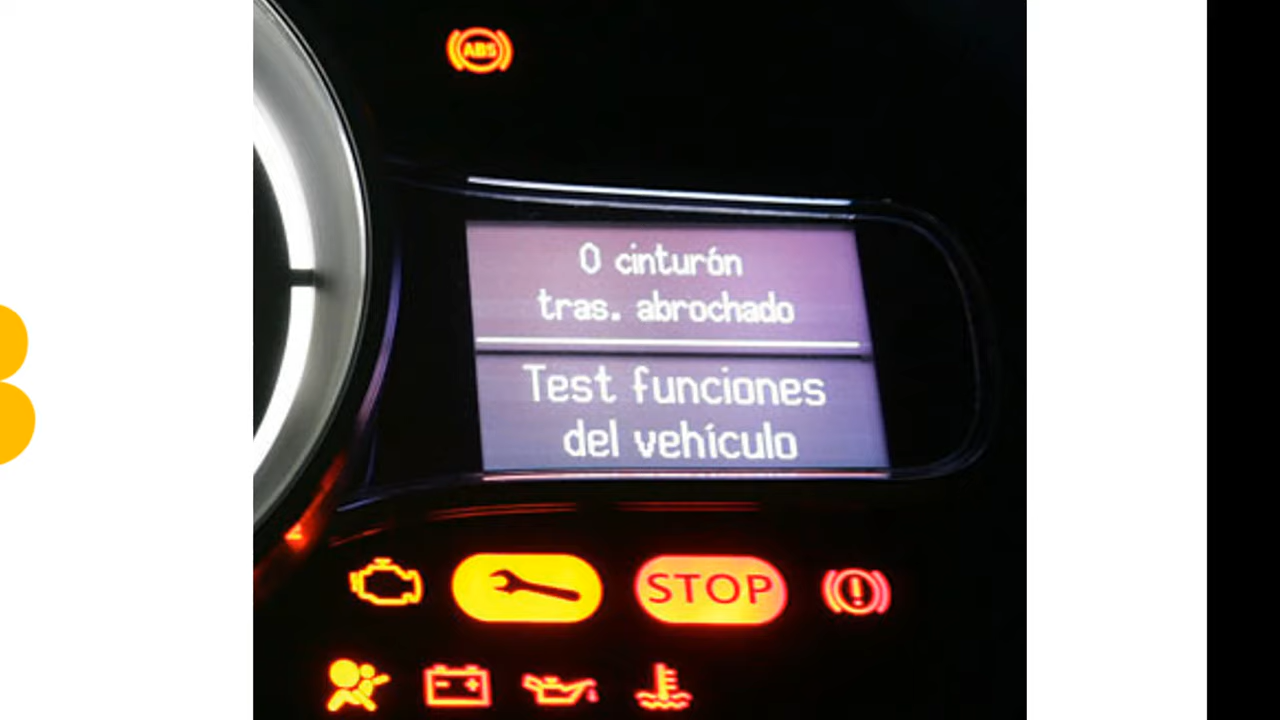 ABS
0 cinturón
tras. abrochado
Test funciones
del vehículo
STOP